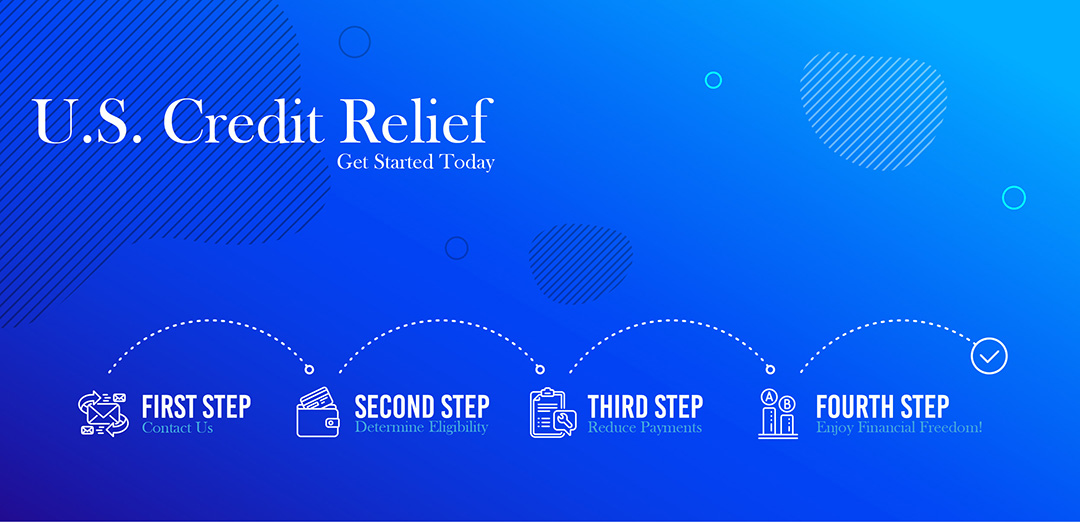 U.S. Credit Relief
Get Started Today
FIRST STEP
Contact Us
SECOND STEP
Determine Eligibility
THIRD STEP
Reduce Payments
A
B
FOURTH STEP
Enjoy Financial Freedom!